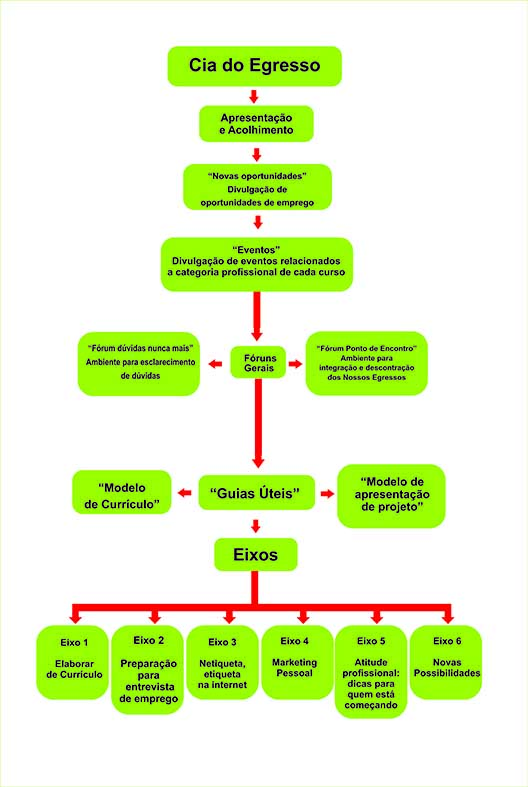 Cia do Egresso
Apresentação
e Acolhimento
“Novas oportunidades”
Divulgação de
oportunidades de emprego
“Eventos”
Divulgação de eventos relacionados
a categoria profissional de cada curso
“Fórum dúvidas nunca mais”
Ambiente para esclarecimento
de dúvidas
Fóruns
Gerais
“Fórum Ponto de Encontro”
Ambiente para
integração e descontração
dos Nossos Egressos
“Modelo
de Currículo”
“Guias Úteis”
“Modelo de
apresentação
de projeto”
Eixos
Eixo 1
Elaborar
de Currículo
Eixo 2
Preparação
para
entrevista
de emprego
Eixo 3
Netiqueta,
etiqueta
na internet
Eixo 4
Marketing
Pessoal
Eixo 5
Atitude
profissional:
dicas para
quem está
começando
Eixo 6
Novas
Possibilidades